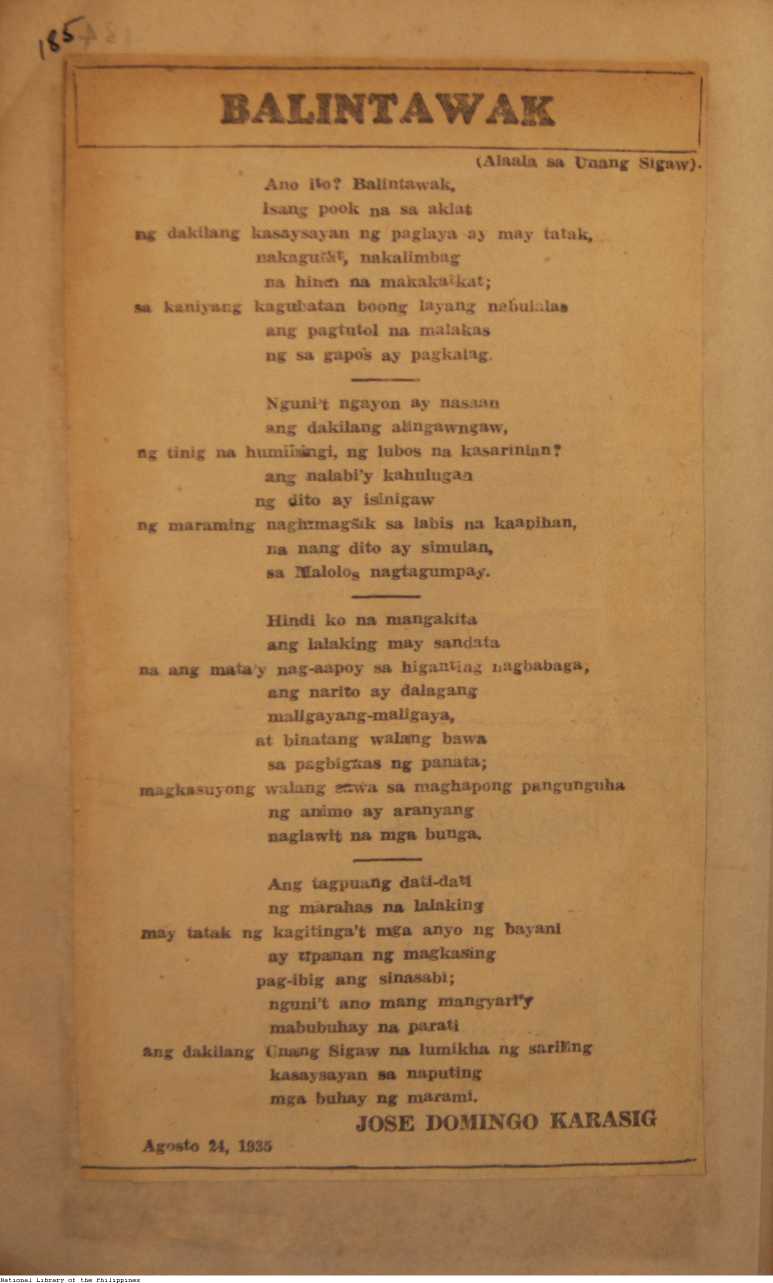 185
BALINTAWAK
(Alaala sa Unang Sigaw).
Ano ito? Balintawak,
isang pook na sa aklat
ng dakilang kasaysayan ng paglaya ay may tatak,
nakaguhit, nakalimbag
na hindi na makakatkat;
sa kaniyang kagubatan boong layang nabulalas
ang pagtutol na malakas
ng sa gapos ay pagkalag.
Nguni't ngayon ay nasaan
ang dakilang alingawngaw,
ng tinig na humihingi, ng lubos na kasarinlan?
ang nalabi'y kahulugan
ng dito ay isinigaw
ng maraming naghimagsik sa labis na kaapihan,
na nang dito ay simulan,
sa Malolos nagtagumpay.
Hindi ko na mangakita
ang lalaking may sandata
na ang mata'y nag-aapoy sa higanting nagbabaga,
ang narito ay dalagang
maligayang-maligaya,
at binatang walang bawa
sa pagbigkas ng panata;
magkasuyong walang sawa sa maghapong pangunguha
ng animo ay aranyang
naglawit na mga bunga.
Ang tagpuang dati-dati
ng marahas na lalaking
may tatak ng kagitinga't mga anyo ng bayani
ay tipanan ng magkasing
pag-ibig ang sinasabi;
nguni't ano mang mangyari'y
mabubuhay na parati
ang dakilang Unang Sigaw na lumikha ng sariling
kasaysayan sa naputing
mga buhay ng marami.
JOSE DOMINGO KARASIG
Agosto 24, 1935
National Library of the Philippines